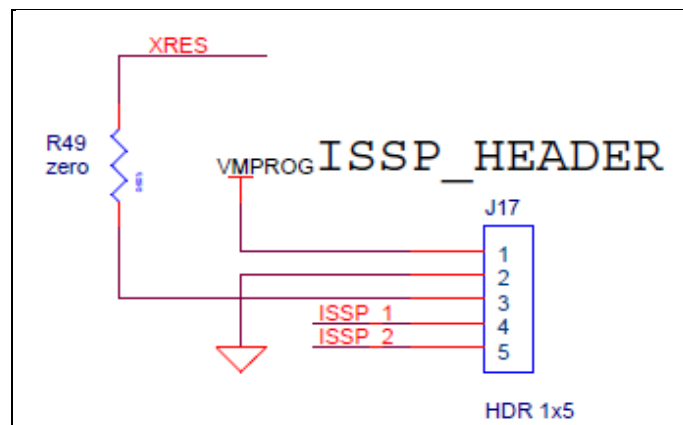 XRES
R49
zero
VMPROG ISSP_HEADER
J17
1
2
3
ISSP_1 4
ISSP_2 5
HDR 1x5